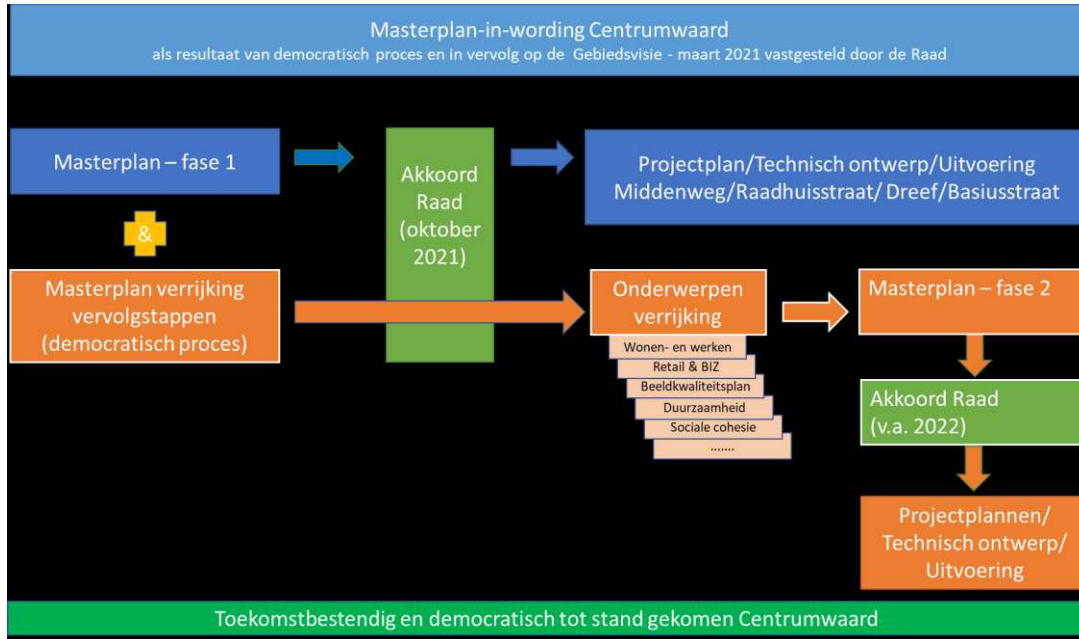 Masterplan-in-wording Centrumwaard
als resultaat van democratisch proces en in vervolg op de Gebiedsvisie - maart 2021 vastgesteld door de Raad
Masterplan – fase 1
&
Masterplan verrijking
vervolgstappen
(democratisch proces)
Akkoord
Raad
(oktober
2021)
Projectplan/Technisch ontwerp/Uitvoering
Middenweg/Raadhuisstraat/ Dreef/Basiusstraat
Onderwerpen
verrijking
Wonen- en werken
Retail & BIZ
Beeldkwaliteitsplan
Duurzaamheid
Sociale cohesie
.......
Masterplan – fase 2
Akkoord Raad
(v.a. 2022)
Projectplannen/
Technisch ontwerp/
Uitvoering
Toekomstbestendig en democratisch tot stand gekomen Centrumwaard